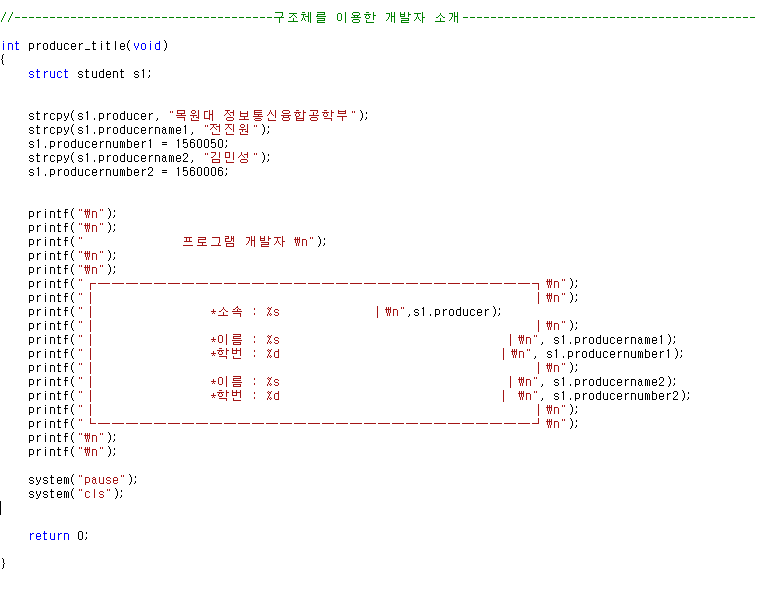 //-------------------------------------구조체를 이용한 개발자 소개------------------------------------------
int producer_title(void)
{
    struct student s1;
    strcpy(s1.producer, "목원대 정보통신융합공학부");
    strcpy(s1.producername1, "전진원");
    s1.producernumber1 = 1560050;
    strcpy(s1.producername2, "김민성");
    s1.producernumber2 = 1560006;
    printf("₩n");
    printf("₩n");
    printf("              프로그램 개발자 ₩n");
    printf("₩n");
    printf("₩n");
    printf(" ┌───────────────────────────────┐₩n");
    printf(" |                                                               |₩n");
    printf(" |                 *소속 : %s              |₩n",s1.producer);
    printf(" |                                                               |₩n");
    printf(" |                 *이름 : %s                                 |₩n", s1.producername1);
    printf(" |                 *학번 : %d                                |₩n", s1.producernumber1);
    printf(" |                                                               |₩n");
    printf(" |                 *이름 : %s                                 |₩n", s1.producername2);
    printf(" |                 *학번 : %d                                | ₩n", s1.producernumber2);
    printf(" |                                                               |₩n");
    printf(" └───────────────────────────────┘₩n");
    printf("₩n");
    printf("₩n");
    system("pause");
    system("cls");
    return 0;
}